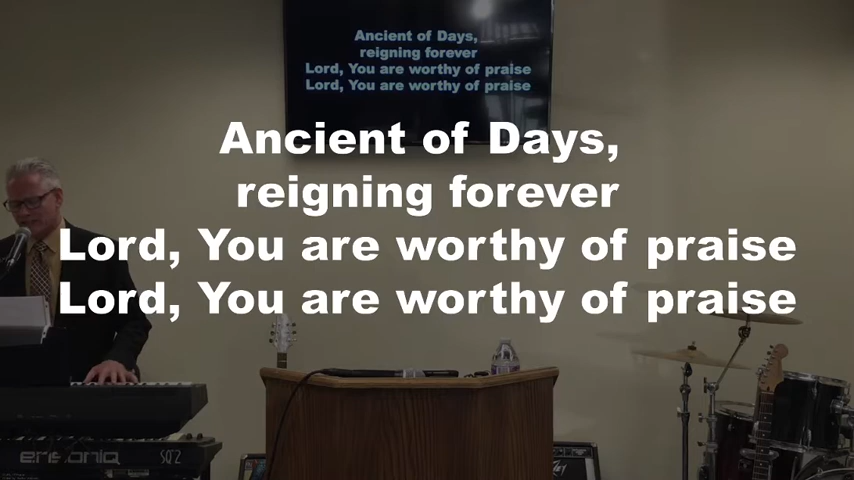 Ancient of Days,
reigning forever
Lord, You are worthy of praise
Lord, You are worthy of praise
Ancient of Days,
reigning forever
Lord, You are worthy of praise
Lord, You are worthy of praise
ensoniq SQ2